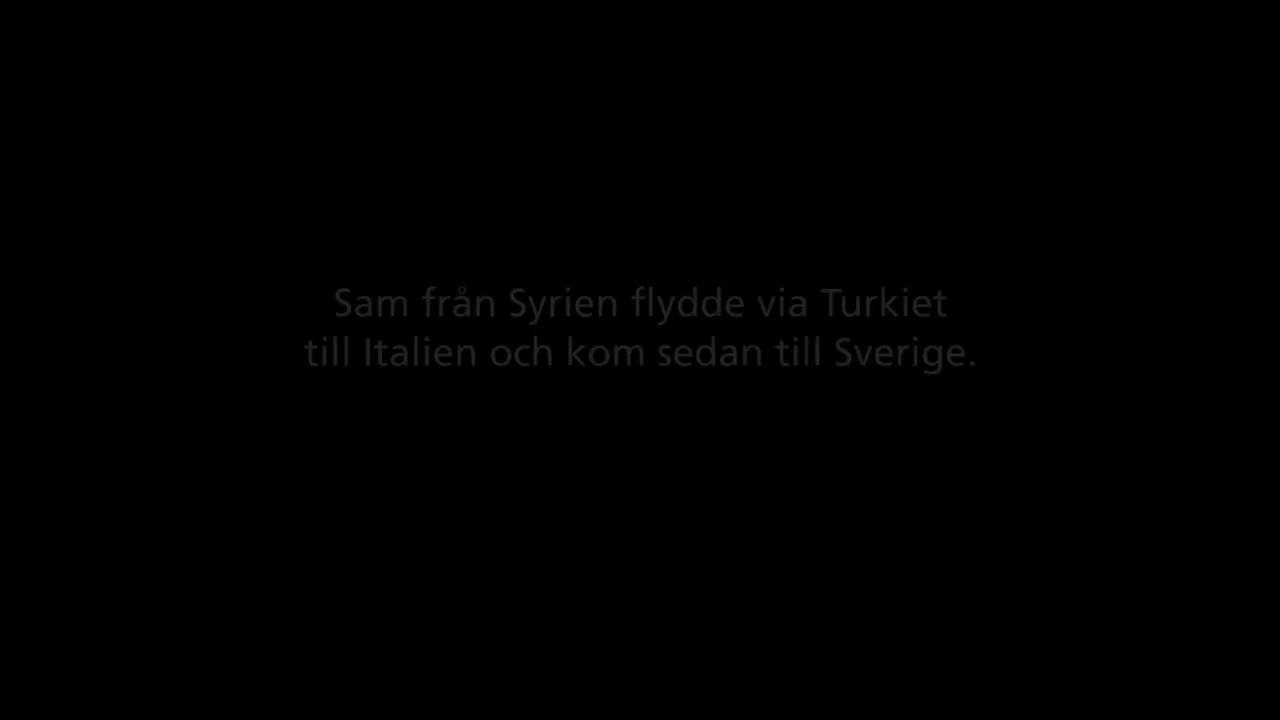 Sam från Syrien flydde via Turkiet
till Italien och kom sedan till Sverige.